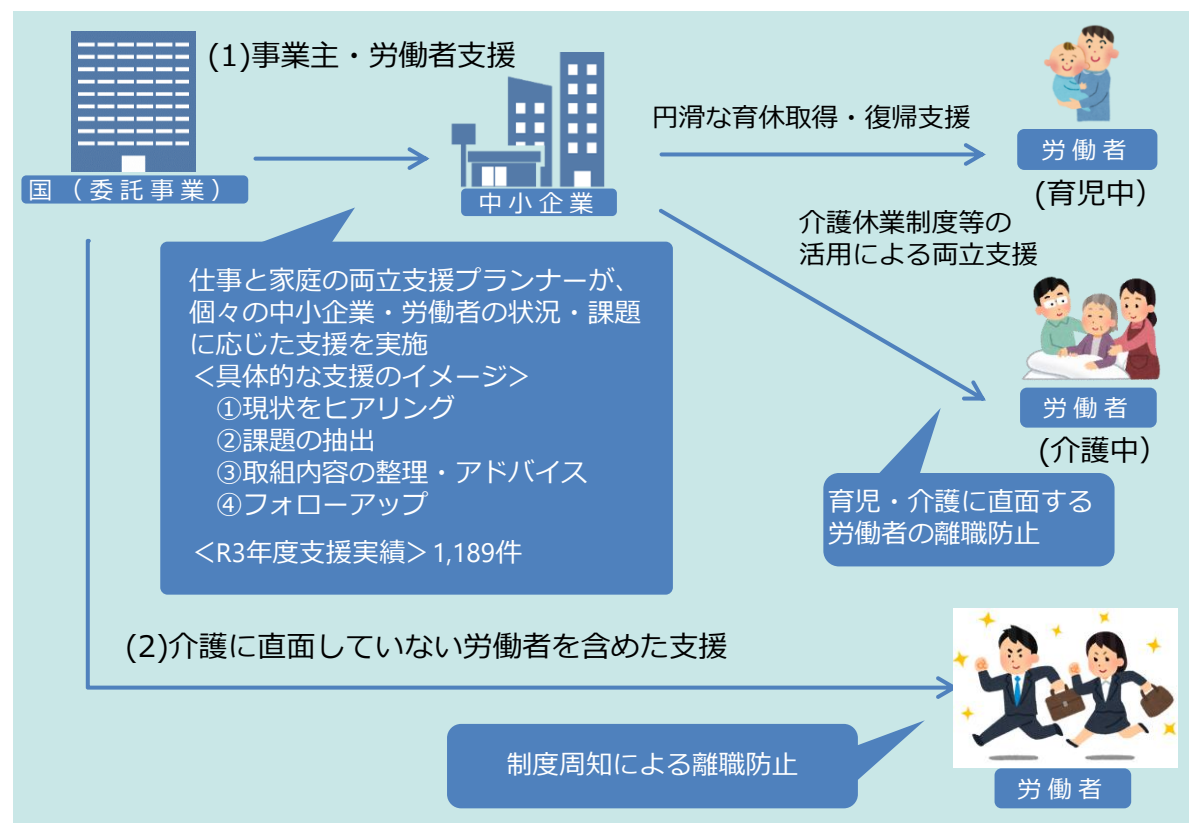 (1)事業主・労働者支援
国（委託事業）
中小企業
円滑な育休取得・復帰支援
労働者
(育児中)
介護休業制度等の
活用による両立支援
労働者
(介護中)
仕事と家庭の両立支援プランナーが、
個々の中小企業・労働者の状況・課題
に応じた支援を実施
＜具体的な支援のイメージ＞
①現状をヒアリング
②課題の抽出
③取組内容の整理・アドバイス
④フォローアップ
＜R3年度支援実績＞1,189件
育児・介護に直面する
労働者の離職防止
(2)介護に直面していない労働者を含めた支援
制度周知による離職防止
労働者